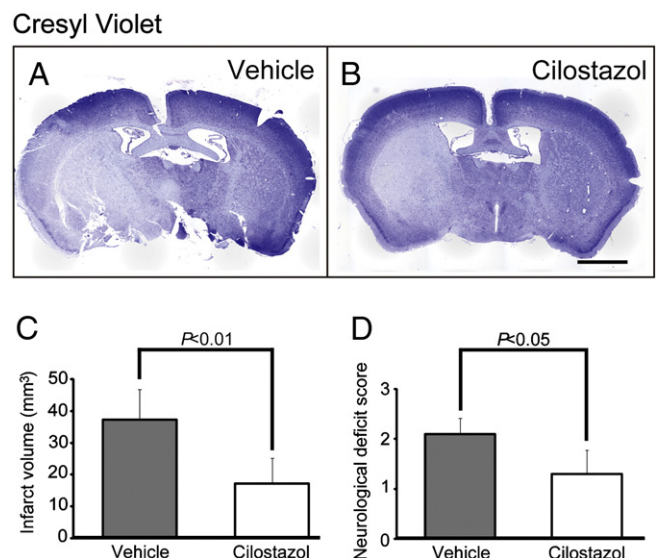 Cresyl Violet
A Vehicle
B Cilostazol
C
P<0.01
Infarct volume (mm³)
50
40
30
20
10
0
Vehicle Cilostazol
D
P<0.05
Neurological deficit score
3
2
1
0
Vehicle Cilostazol